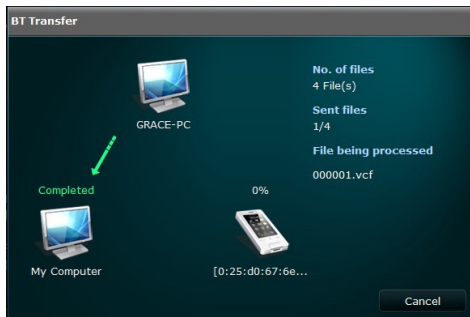 BT Transfer
No. of files
4 File(s)
GRACE-PC
Sent files
1/4
File being processed
000001.vcf
Completed
0%
My Computer
[0:25:d0:67:6e...
Cancel